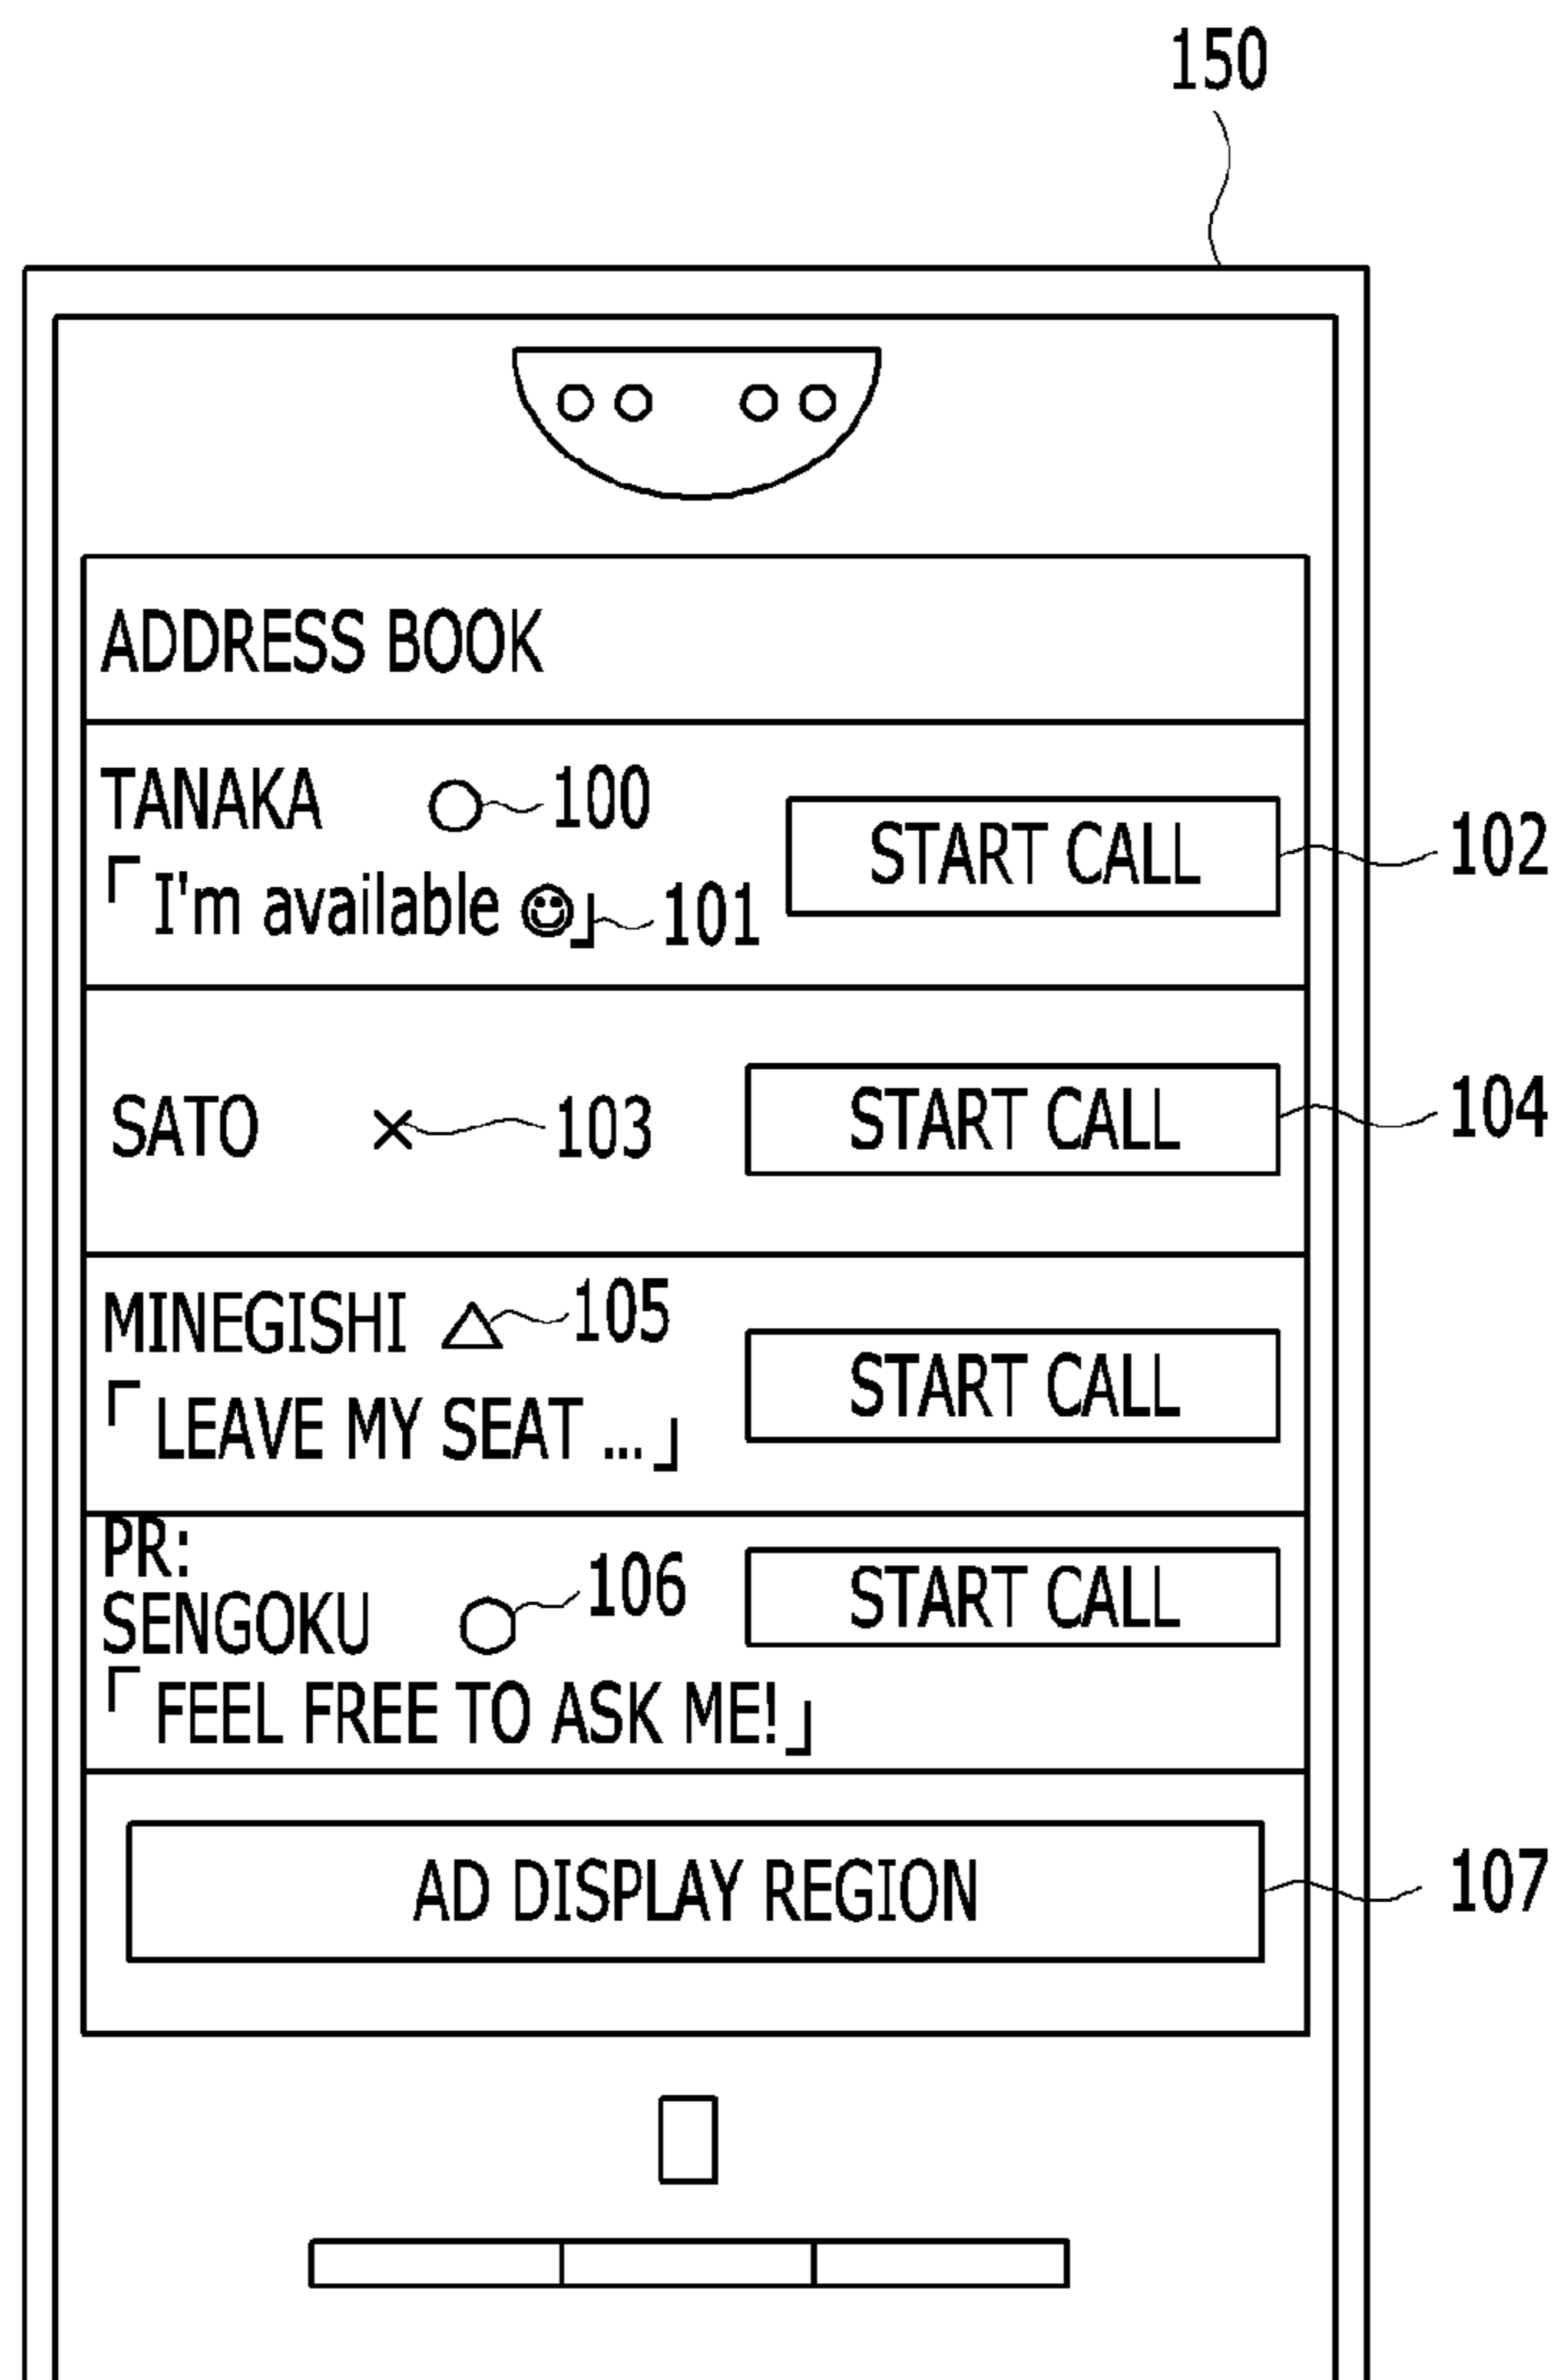 150
ADDRESS BOOK
TANAKA ○ 100
START CALL 102
「I'm available ☺」 101
SATO × 103 START CALL 104
MINEGISHI △ 105
START CALL
「LEAVE MY SEAT ...」
PR:
SENGOKU ○ 106
START CALL
「FEEL FREE TO ASK ME!」
AD DISPLAY REGION 107